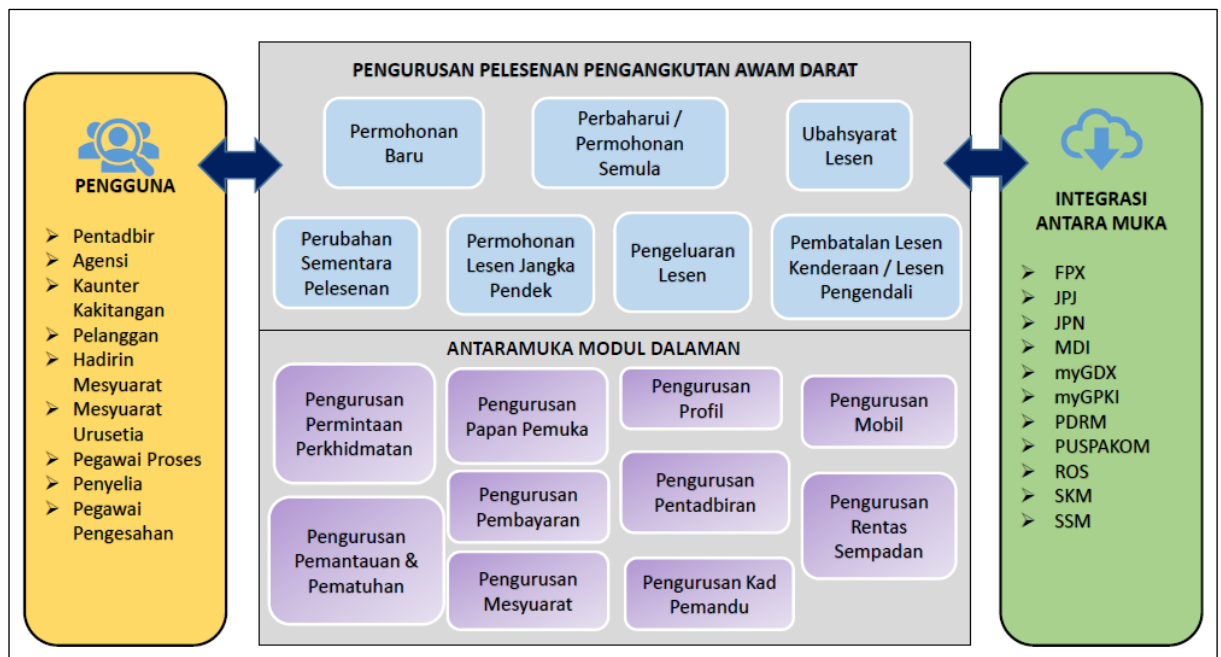 PENGGUNA
➢ Pentadbir
➢ Agensi
➢ Kaunter
Kakitangan
➢ Pelanggan
➢ Hadirin
Mesyuarat
➢ Mesyuarat
Urusetia
➢ Pegawai Proses
➢ Penyelia
➢ Pegawai
Pengesahan
PENGURUSAN PELESENAN PENGANGKUTAN AWAM DARAT
Permohonan
Baru
Perbaharui /
Permohonan
Semula
Ubahsyarat
Lesen
Perubahan
Sementara
Pelesenan
Permohonan
Lesen Jangka
Pendek
Pengeluaran
Lesen
Pembatalan Lesen
Kenderaan / Lesen
Pengendali
ANTARAMUKA MODUL DALAMAN
Pengurusan
Permintaan
Perkhidmatan
Pengurusan
Papan Pemuka
Pengurusan
Profil
Pengurusan
Mobil
Pengurusan
Pemantauan &
Pematuhan
Pengurusan
Pembayaran
Pengurusan
Pentadbiran
Pengurusan
Rentas
Sempadan
Pengurusan
Mesyuarat
Pengurusan Kad
Pemandu
INTEGRASI
ANTARA MUKA
➢ FPX
➢ JPJ
➢ JPN
➢ MDI
➢ myGDX
➢ myGPKI
➢ PDRM
➢ PUSPAKOM
➢ ROS
➢ SKM
➢ SSM